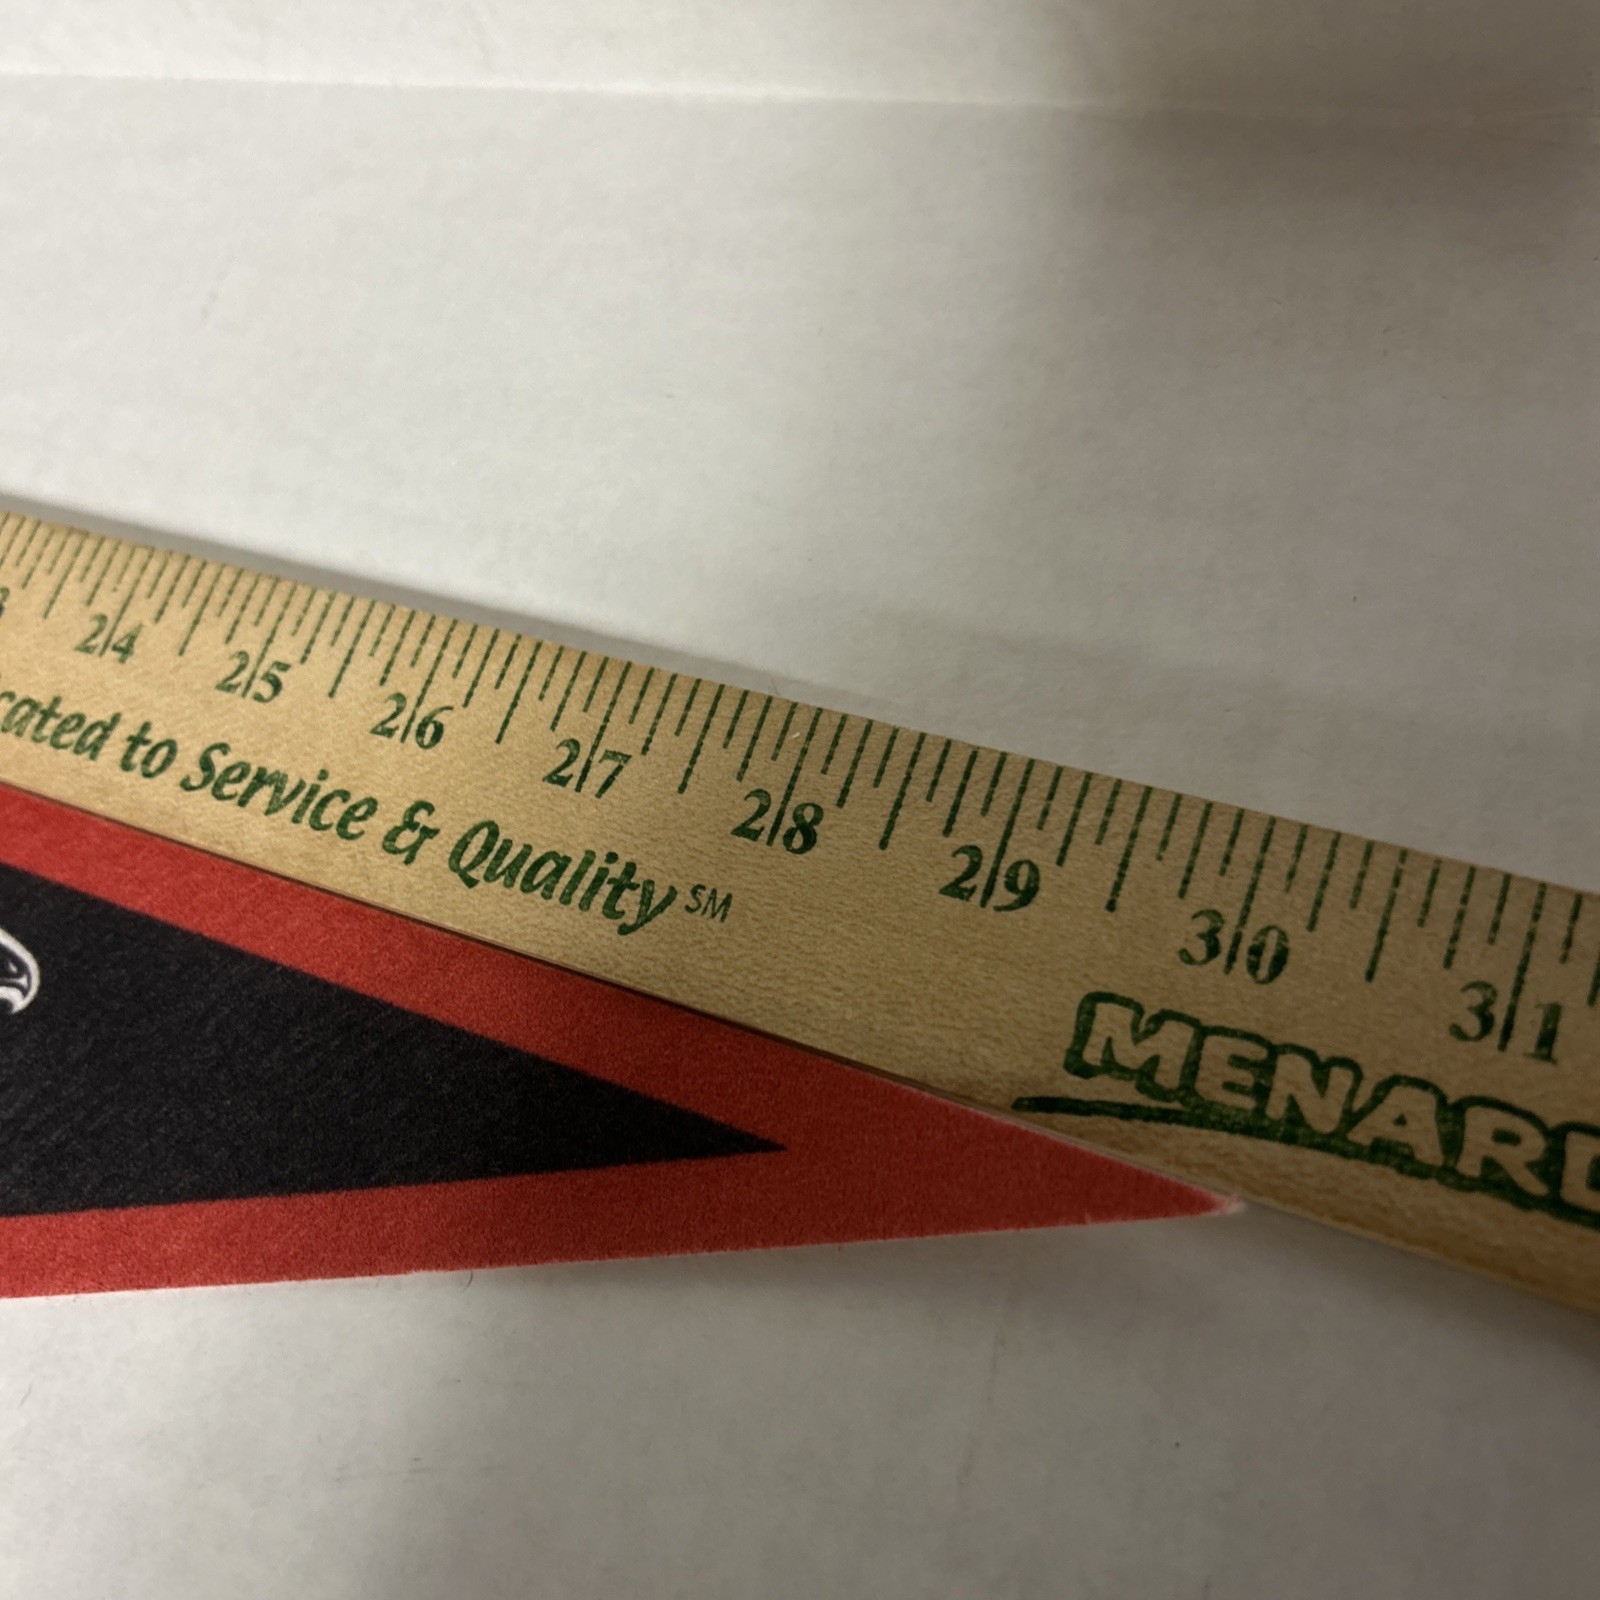 24 25 26 27 28 29 30 31
cated to Service & Quality SM
MENARD